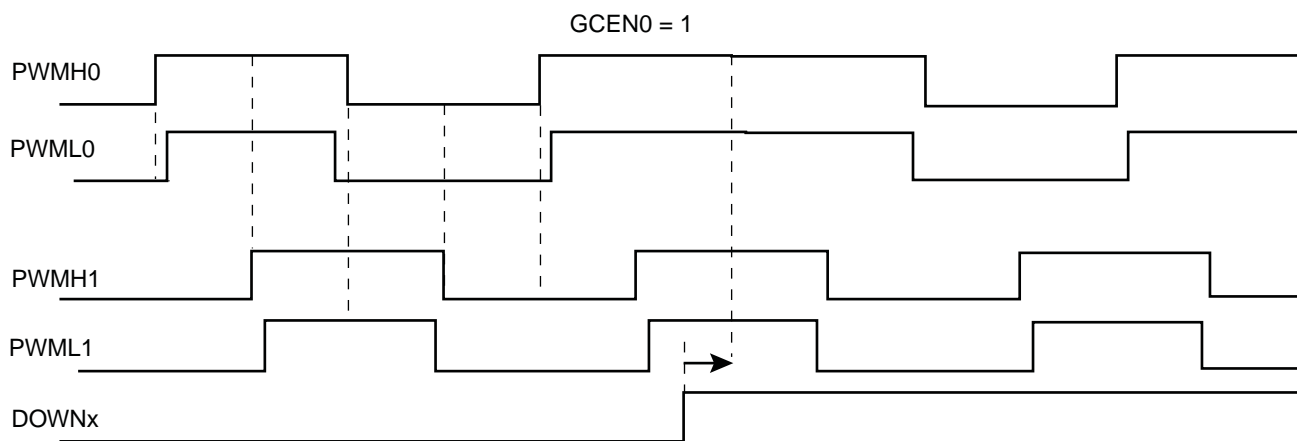 GCEN0 = 1
PWMH0
PWML0
PWMH1
PWML1
DOWNx